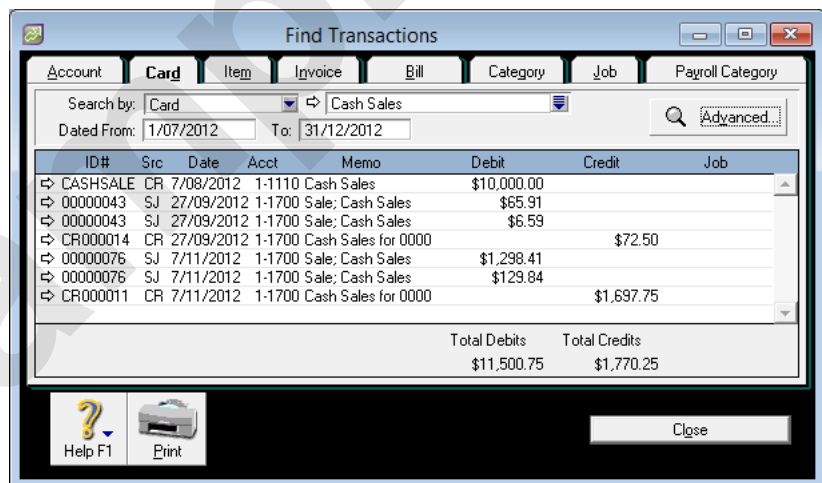 Find Transactions
Account Card Item Invoice Bill Category Job Payroll Category
Search by: Card Cash Sales
Advanced...
Dated From: 1/07/2012 To: 31/12/2012
ID# Src Date Acct Memo Debit Credit Job
CASHSALE CR 7/08/2012 1-1110 Cash Sales $10,000.00
00000043 SJ 27/09/2012 1-1700 Sale; Cash Sales $65.91
00000043 SJ 27/09/2012 1-1700 Sale; Cash Sales $6.59
CR000014 CR 27/09/2012 1-1700 Cash Sales for 0000 $72.50
00000076 SJ 7/11/2012 1-1700 Sale; Cash Sales $1,298.41
00000076 SJ 7/11/2012 1-1700 Sale; Cash Sales $129.84
CR000011 CR 7/11/2012 1-1700 Cash Sales for 0000 $1,697.75
Total Debits Total Credits
$11,500.75 $1,770.25
Help F1 Print Close